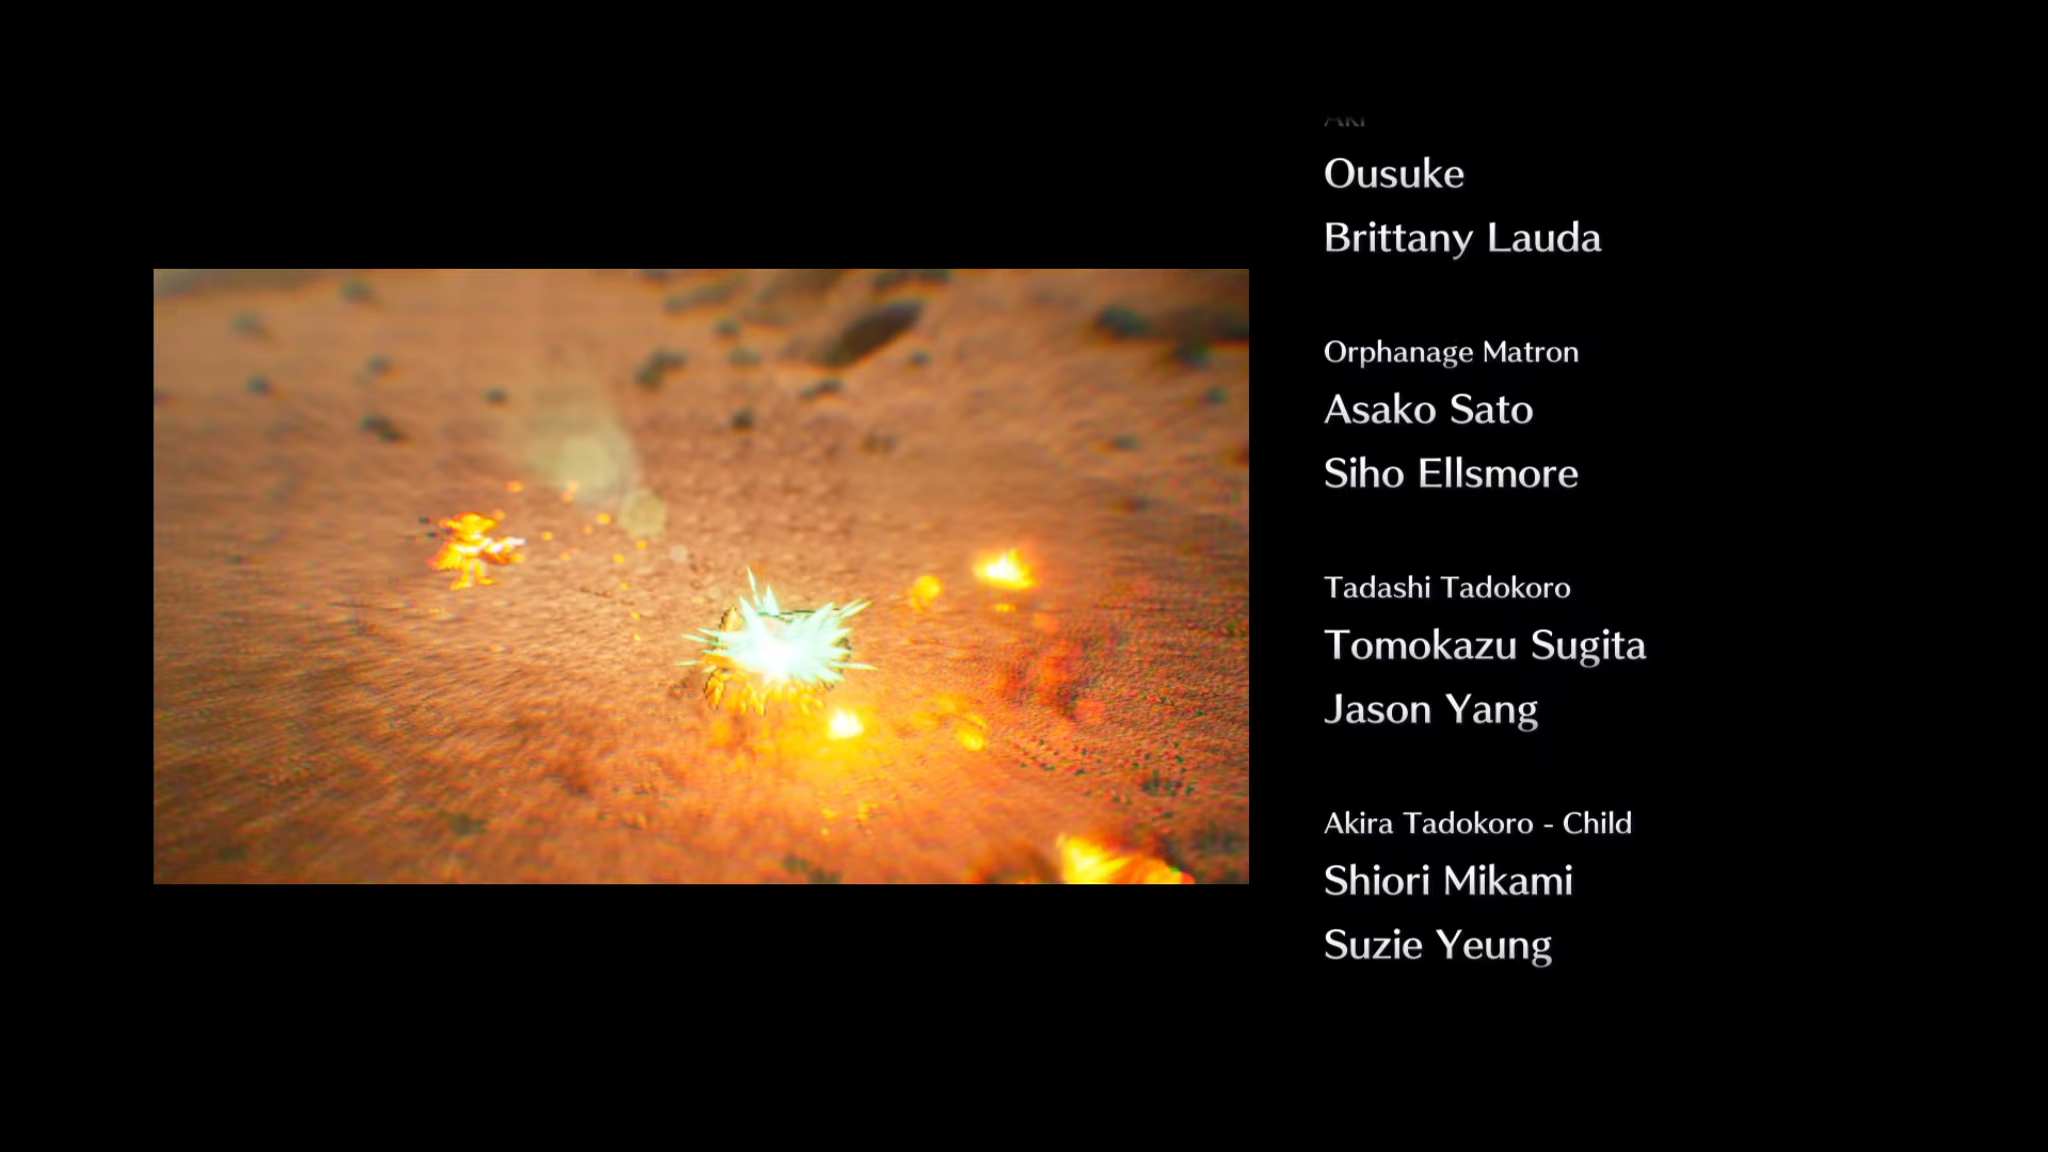 Ousuke
Brittany Lauda
Orphanage Matron
Asako Sato
Siho Ellsmore
Tadashi Tadokoro
Tomokazu Sugita
Jason Yang
Akira Tadokoro - Child
Shiori Mikami
Suzie Yeung